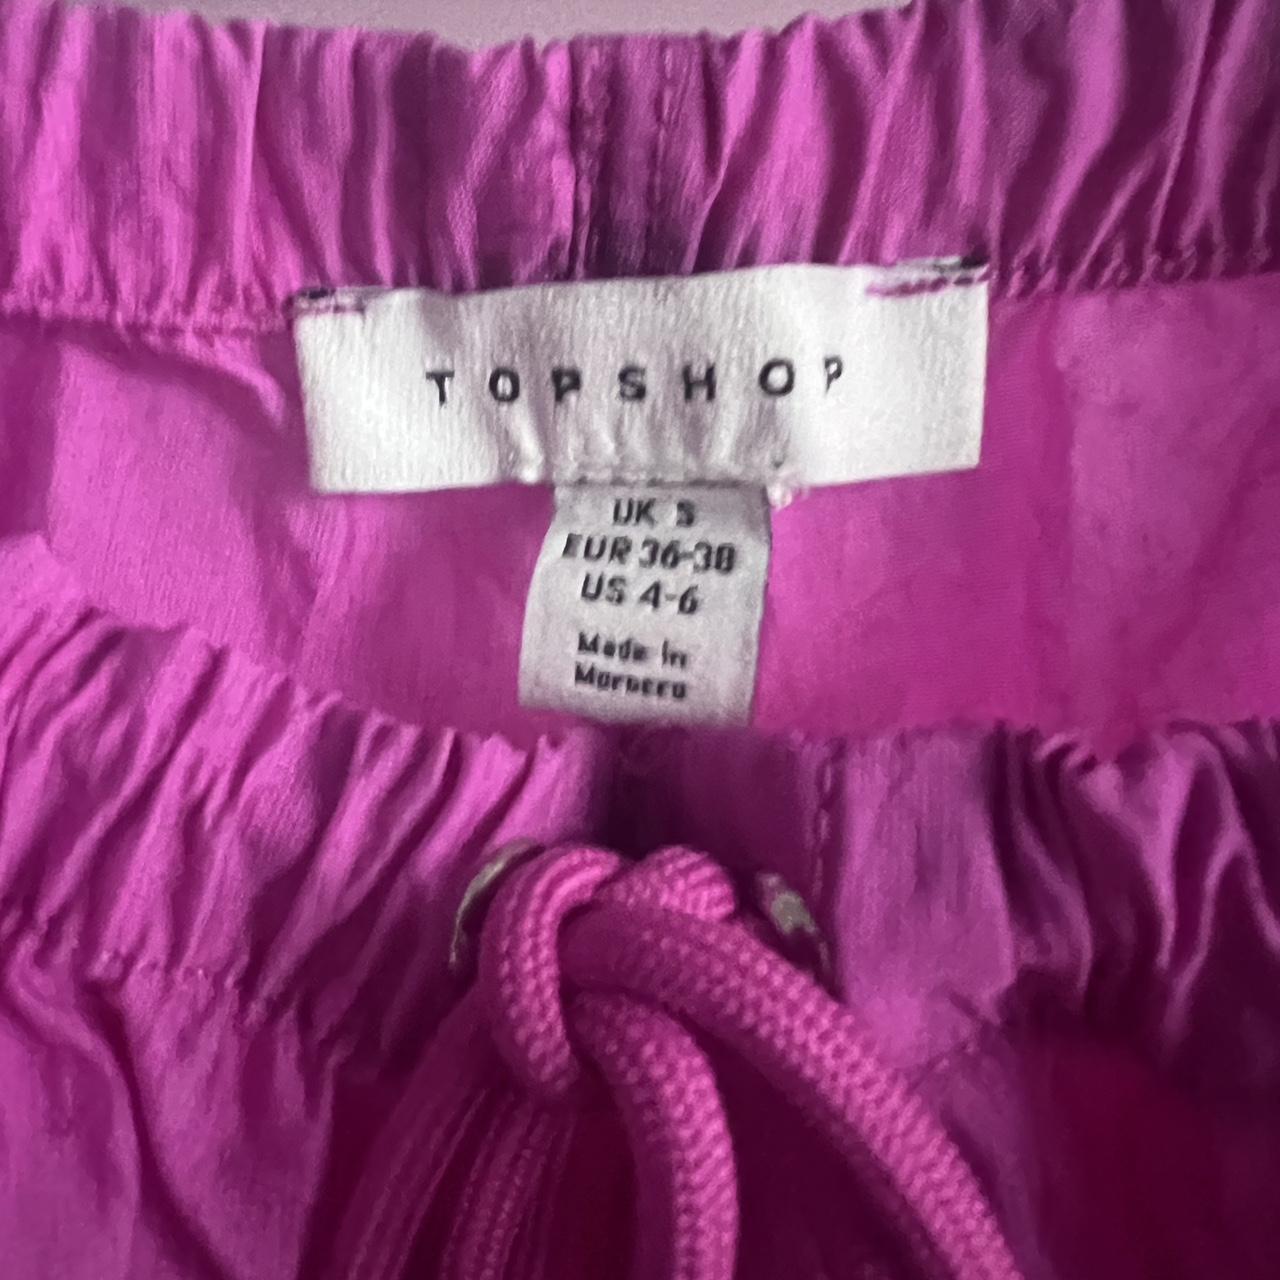 TOPSHOP
UK S
EUR 36-38
US 4-6
Made in
Morocco